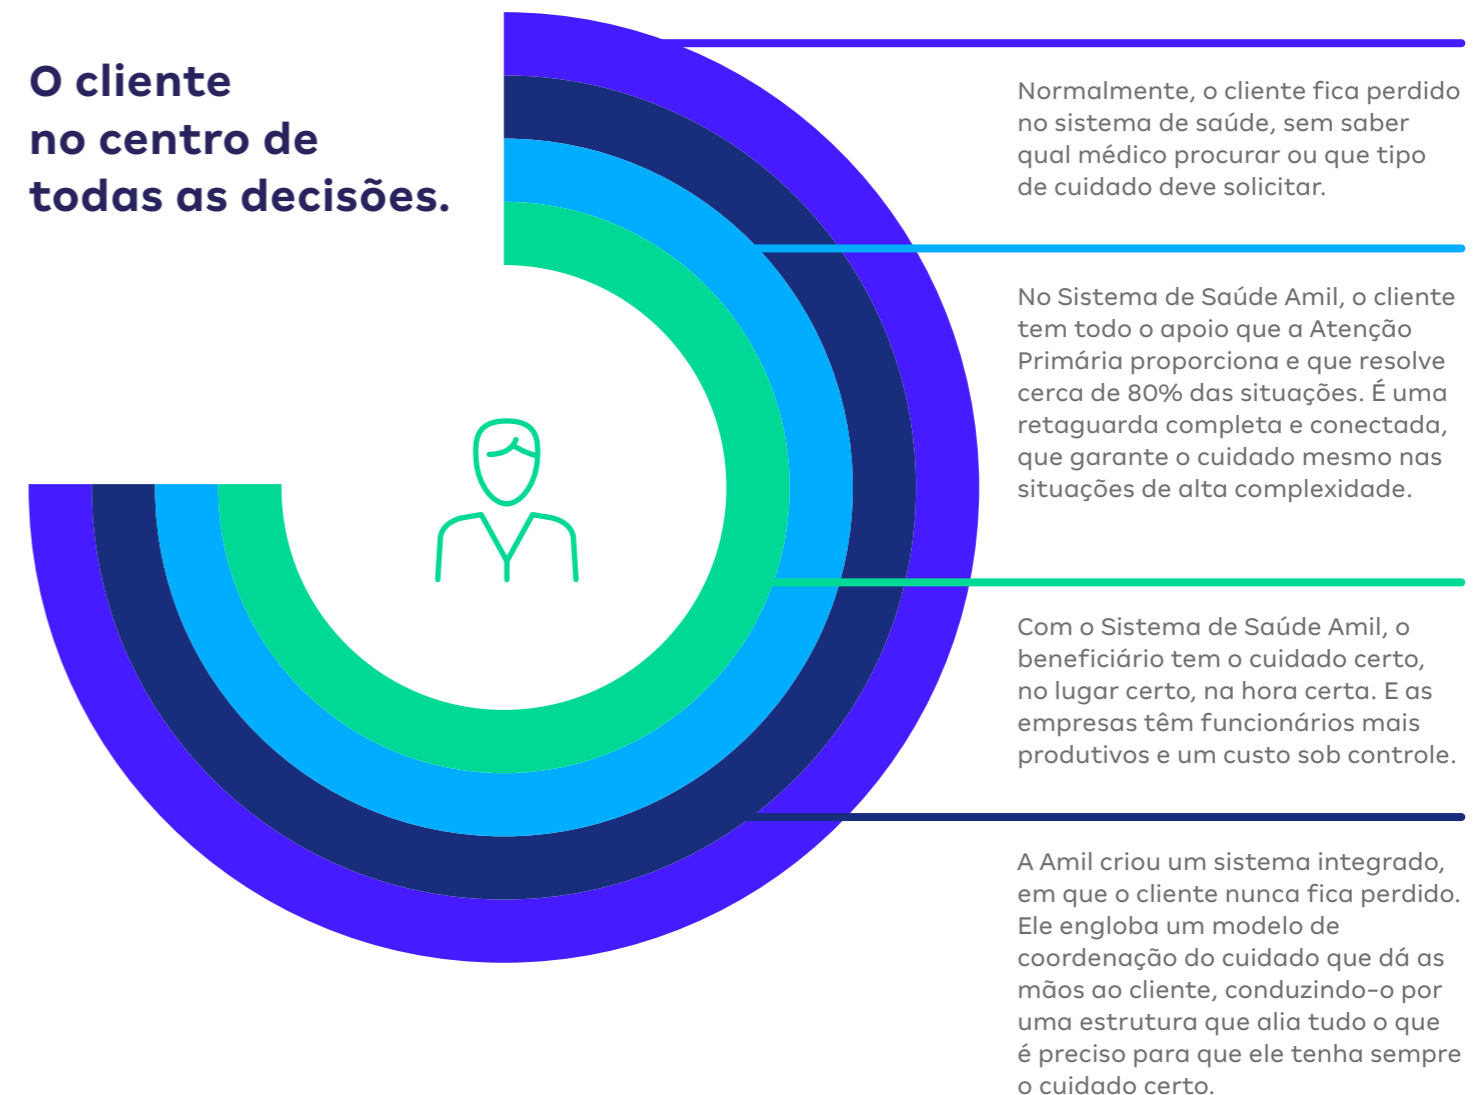 O cliente
no centro de
todas as decisões.
Normalmente, o cliente fica perdido
no sistema de saúde, sem saber
qual médico procurar ou que tipo
de cuidado deve solicitar.
No Sistema de Saúde Amil, o cliente
tem todo o apoio que a Atenção
Primária proporciona e que resolve
cerca de 80% das situações. É uma
retaguarda completa e conectada,
que garante o cuidado mesmo nas
situações de alta complexidade.
Com o Sistema de Saúde Amil, o
beneficiário tem o cuidado certo,
no lugar certo, na hora certa. E as
empresas têm funcionários mais
produtivos e um custo sob controle.
A Amil criou um sistema integrado,
em que o cliente nunca fica perdido.
Ele engloba um modelo de
coordenação do cuidado que dá as
mãos ao cliente, conduzindo-o por
uma estrutura que alia tudo o que
é preciso para que ele tenha sempre
o cuidado certo.